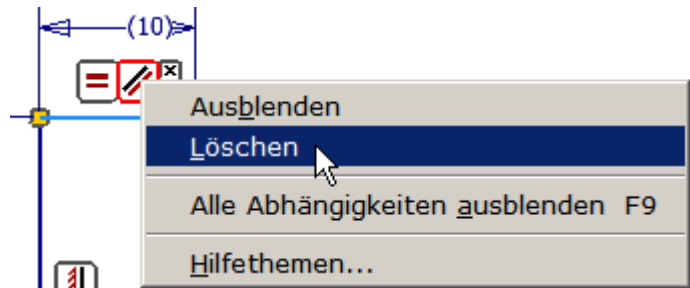 (10)
Ausblenden
Löschen
Alle Abhängigkeiten ausblenden F9
Hilfethemen...